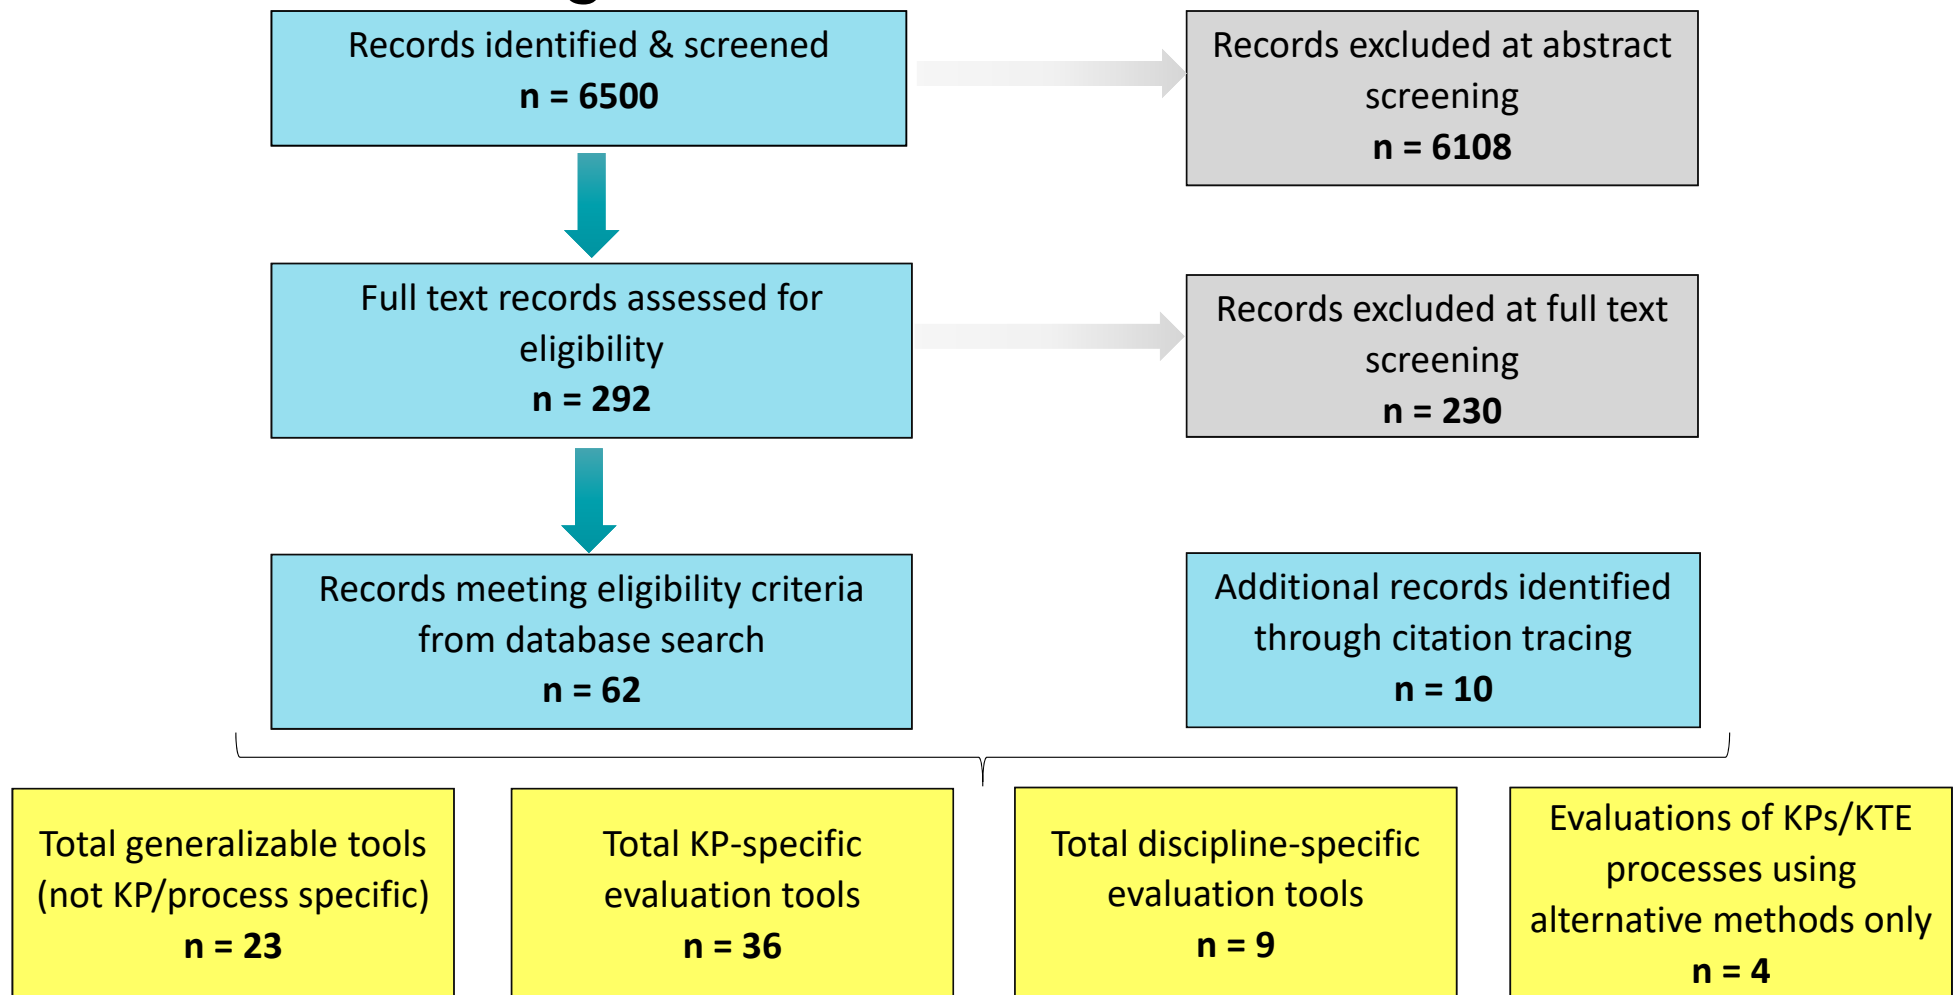 Records identified & screened
n = 6500
Records excluded at abstract
screening
n = 6108
Full text records assessed for
eligibility
n = 292
Records excluded at full text
screening
n = 230
Records meeting eligibility criteria
from database search
n = 62
Additional records identified
through citation tracing
n = 10
Total generalizable tools
(not KP/process specific)
n = 23
Total KP-specific
evaluation tools
n = 36
Total discipline-specific
evaluation tools
n = 9
Evaluations of KPs/KTE
processes using
alternative methods only
n = 4